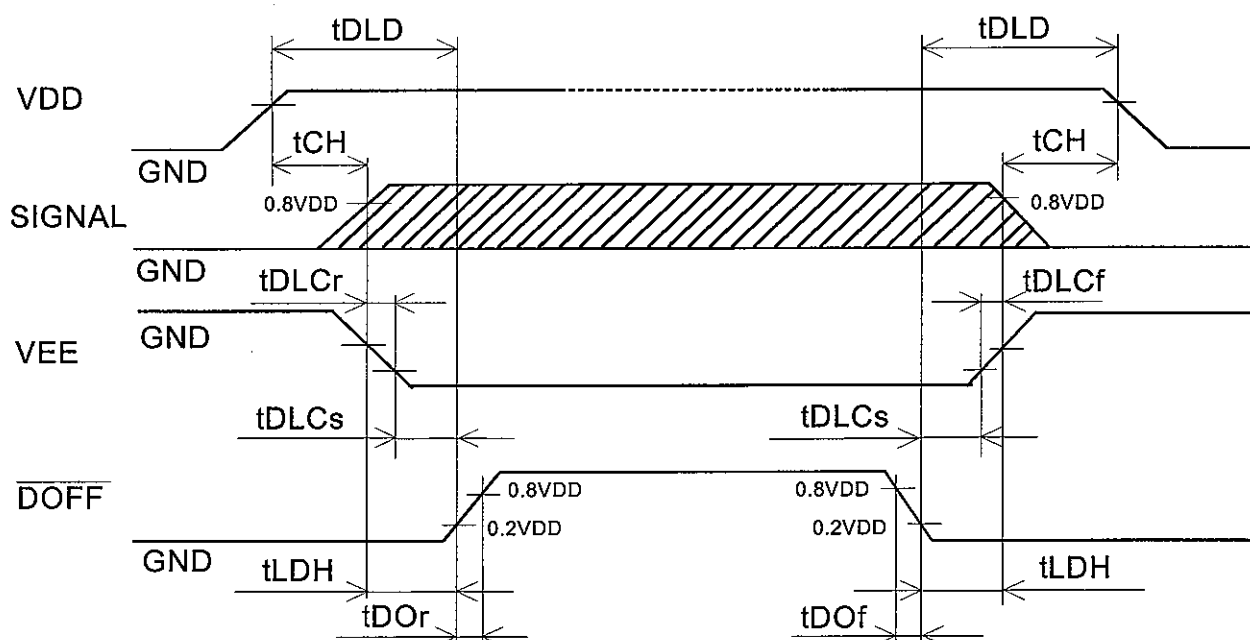 tDLD tDLD
VDD
tCH tCH
GND
0.8VDD 0.8VDD
SIGNAL
GND
tDLCr tDLCf
GND
VEE
tDLCs tDLCs
DOFF
0.8VDD 0.8VDD
0.2VDD 0.2VDD
GND
tLDH tLDH
tDOr tDOf